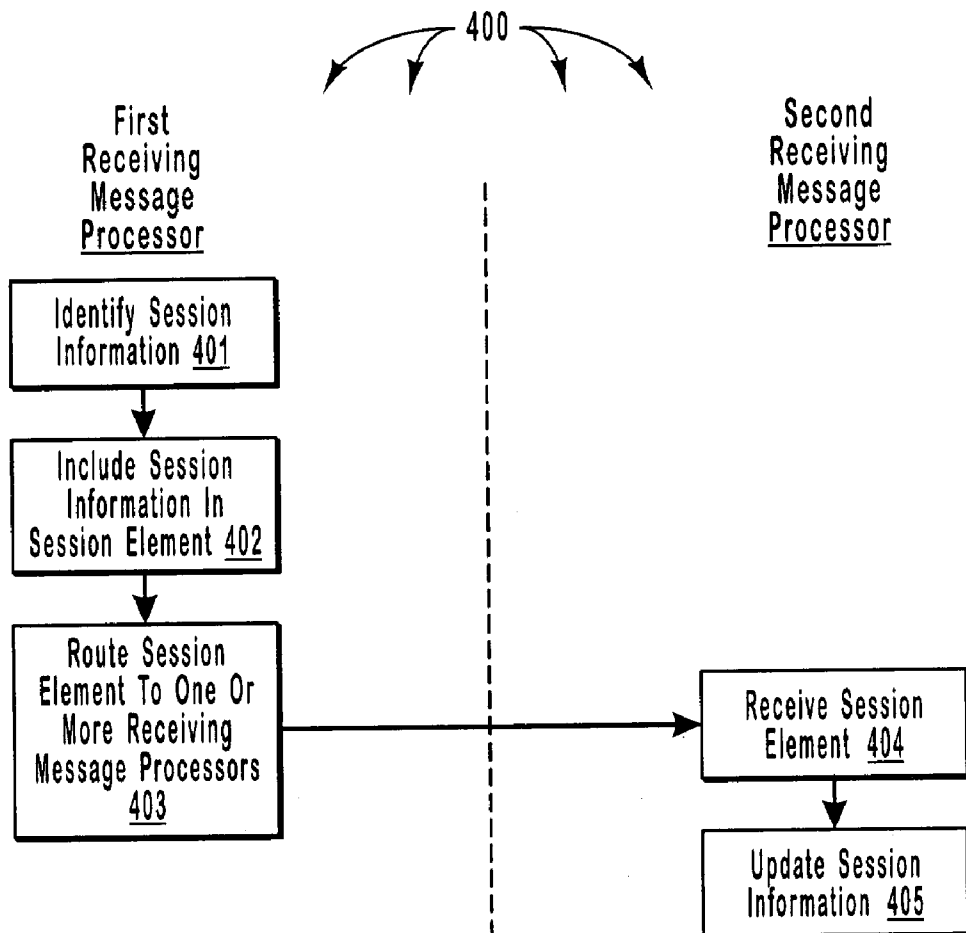 400
First
Receiving
Message
Processor
Second
Receiving
Message
Processor
Identify Session
Information 401
Include Session
Information In
Session Element 402
Route Session
Element To One Or
More Receiving
Message Processors
403
Receive Session
Element 404
Update Session
Information 405